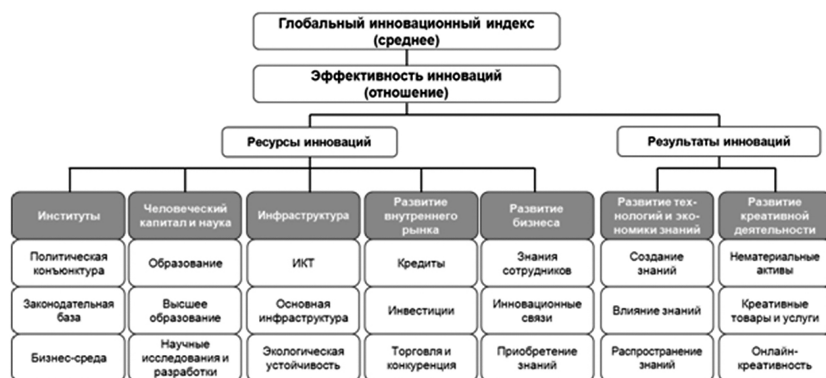 Глобальный инновационный индекс
(среднее)
Эффективность инноваций
(отношение)
Ресурсы инноваций
Результаты инноваций
Институты
Человеческий
капитал и наука
Инфраструктура
Развитие
внутреннего
рынка
Развитие
бизнеса
Развитие тех-
нологий и эко-
номики знаний
Развитие
креативной
деятельности
Политическая
конъюнктура
Образование
ИКТ
Кредиты
Знания
сотрудников
Создание
знаний
Нематериальные
активы
Законодательная
база
Высшее
образование
Основная
инфраструктура
Инвестиции
Инновационные
связи
Влияние знаний
Креативные
товары и услуги
Бизнес-среда
Научные
исследования и
разработки
Экологическая
устойчивость
Торговля и
конкуренция
Приобретение
знаний
Распространение
знаний
Онлайн-
креативность